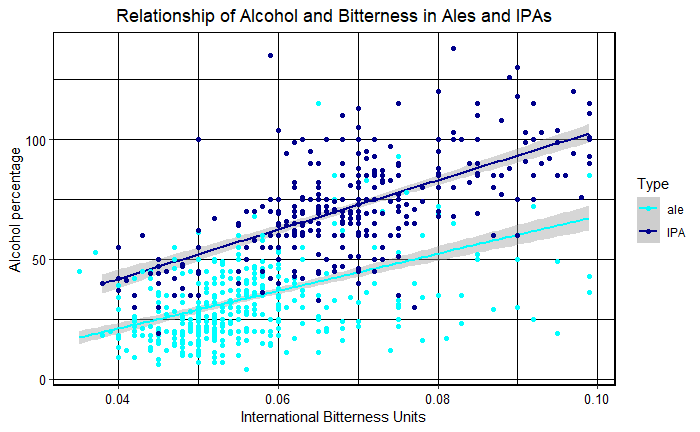 Relationship of Alcohol and Bitterness in Ales and IPAs
Alcohol percentage
100
50
0
0.04
0.06
0.08
0.10
International Bitterness Units
Type
ale
IPA